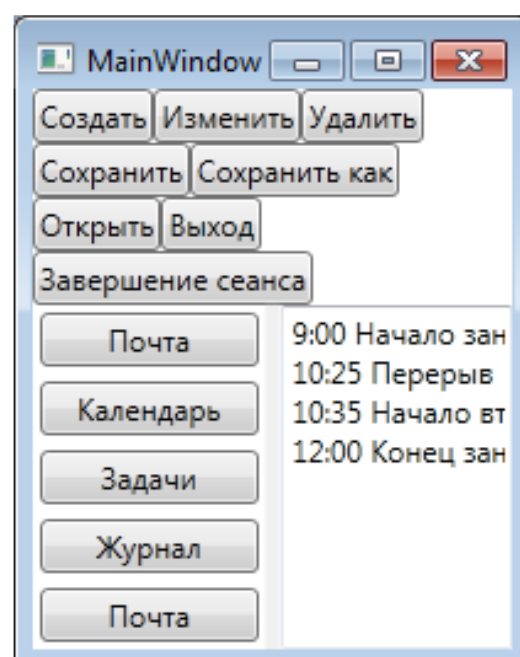 MainWindow
Создать Изменить Удалить
Сохранить Сохранить как
Открыть Выход
Завершение сеанса
Почта
Календарь
Задачи
Журнал
Почта
9:00 Начало зан
10:25 Перерыв
10:35 Начало вт
12:00 Конец зан